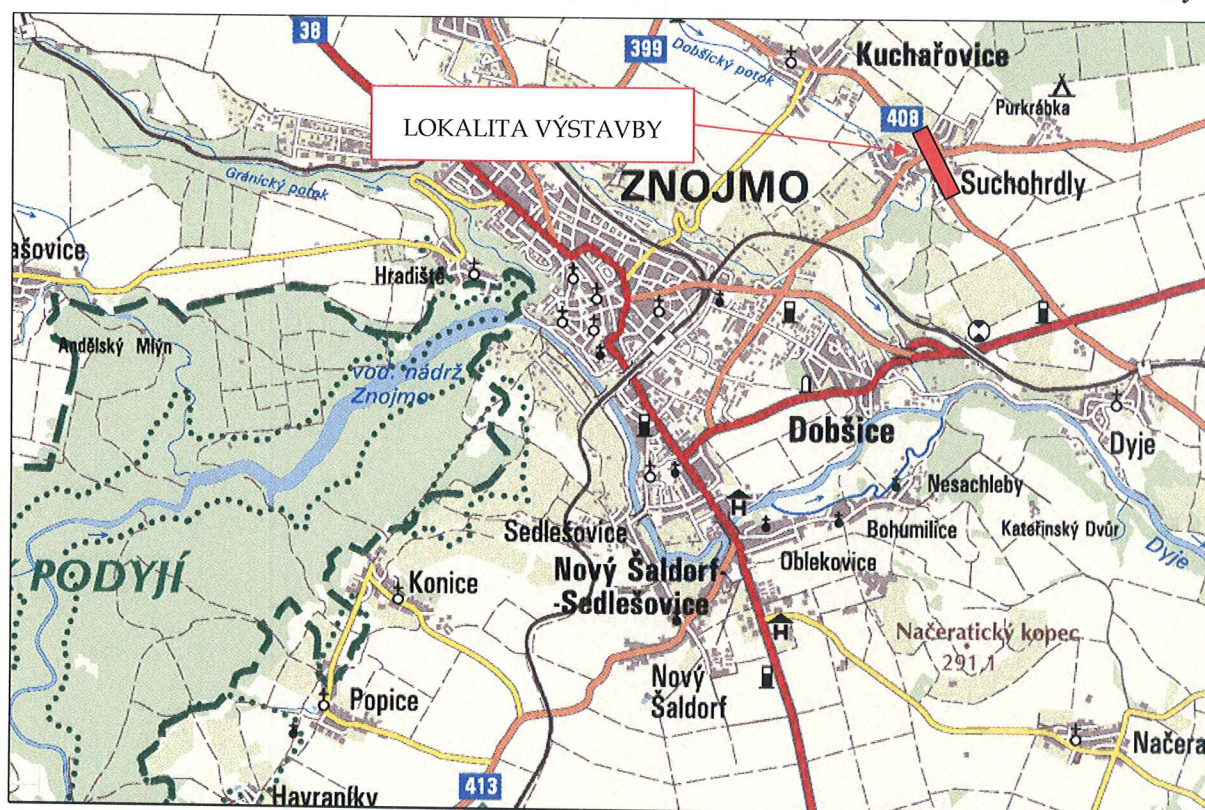 38
399
Dobšický potok
Kuchařovice
Purkrábka
408
LOKALITA VÝSTAVBY
ZNOJMO
Suchohrdly
Gránický potok
ašovice
Hradiště
Andělský Mlýn
vod. nádrž
Znojmo
Dobšice
Dyje
Nesachleby
Sedlešovice
Bohumilice
Kateřinský Dvůr
Oblekovice
Dyje
PODYJÍ
Konice
Nový Šaldorf-
-Sedlešovice
H
H
Načeratický kopec
291,1
Popice
Nový
Šaldorf
Načera
413
Havraníky